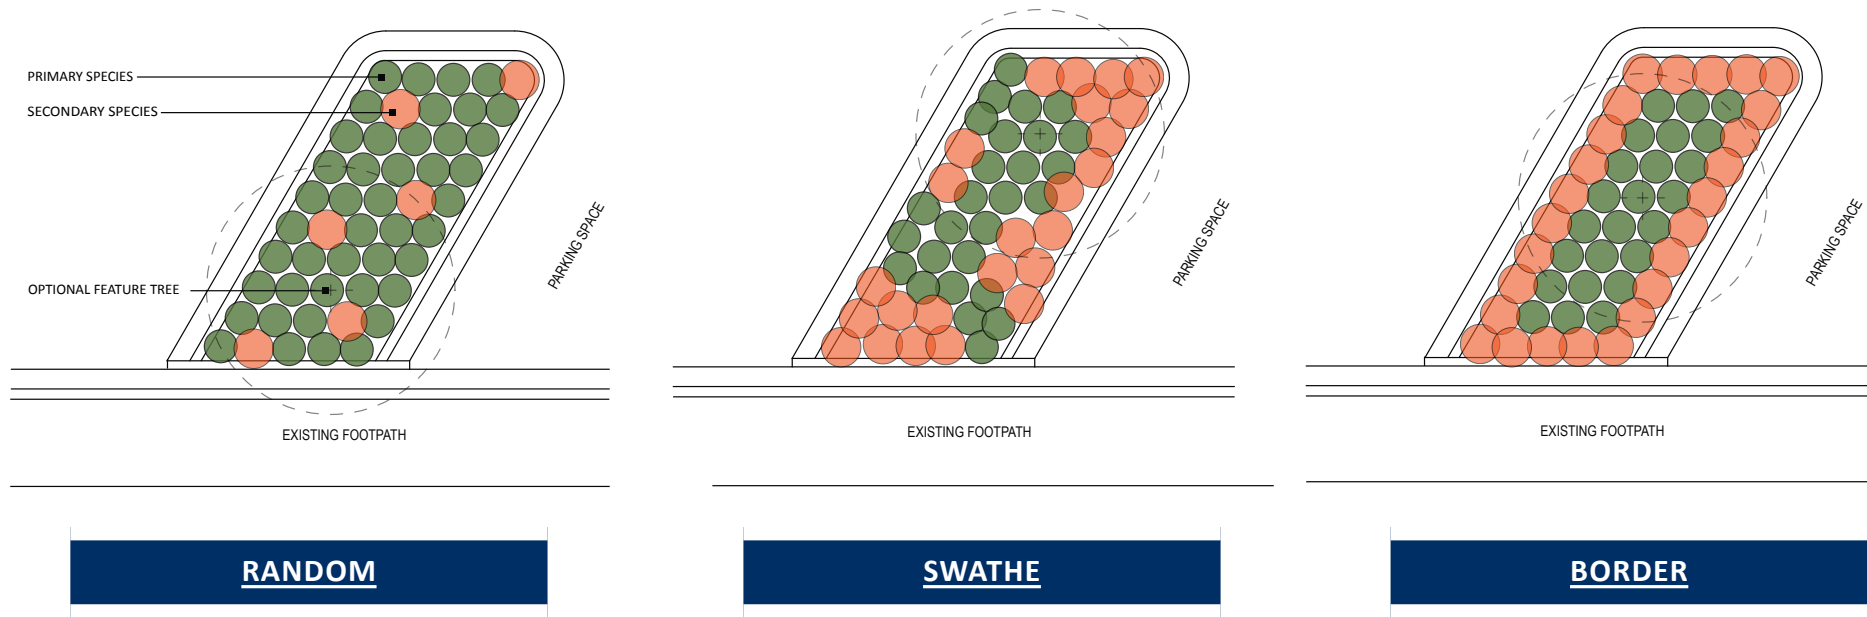 PRIMARY SPECIES
SECONDARY SPECIES
OPTIONAL FEATURE TREE
PARKING SPACE
EXISTING FOOTPATH
RANDOM
PARKING SPACE
EXISTING FOOTPATH
SWATHE
PARKING SPACE
EXISTING FOOTPATH
BORDER